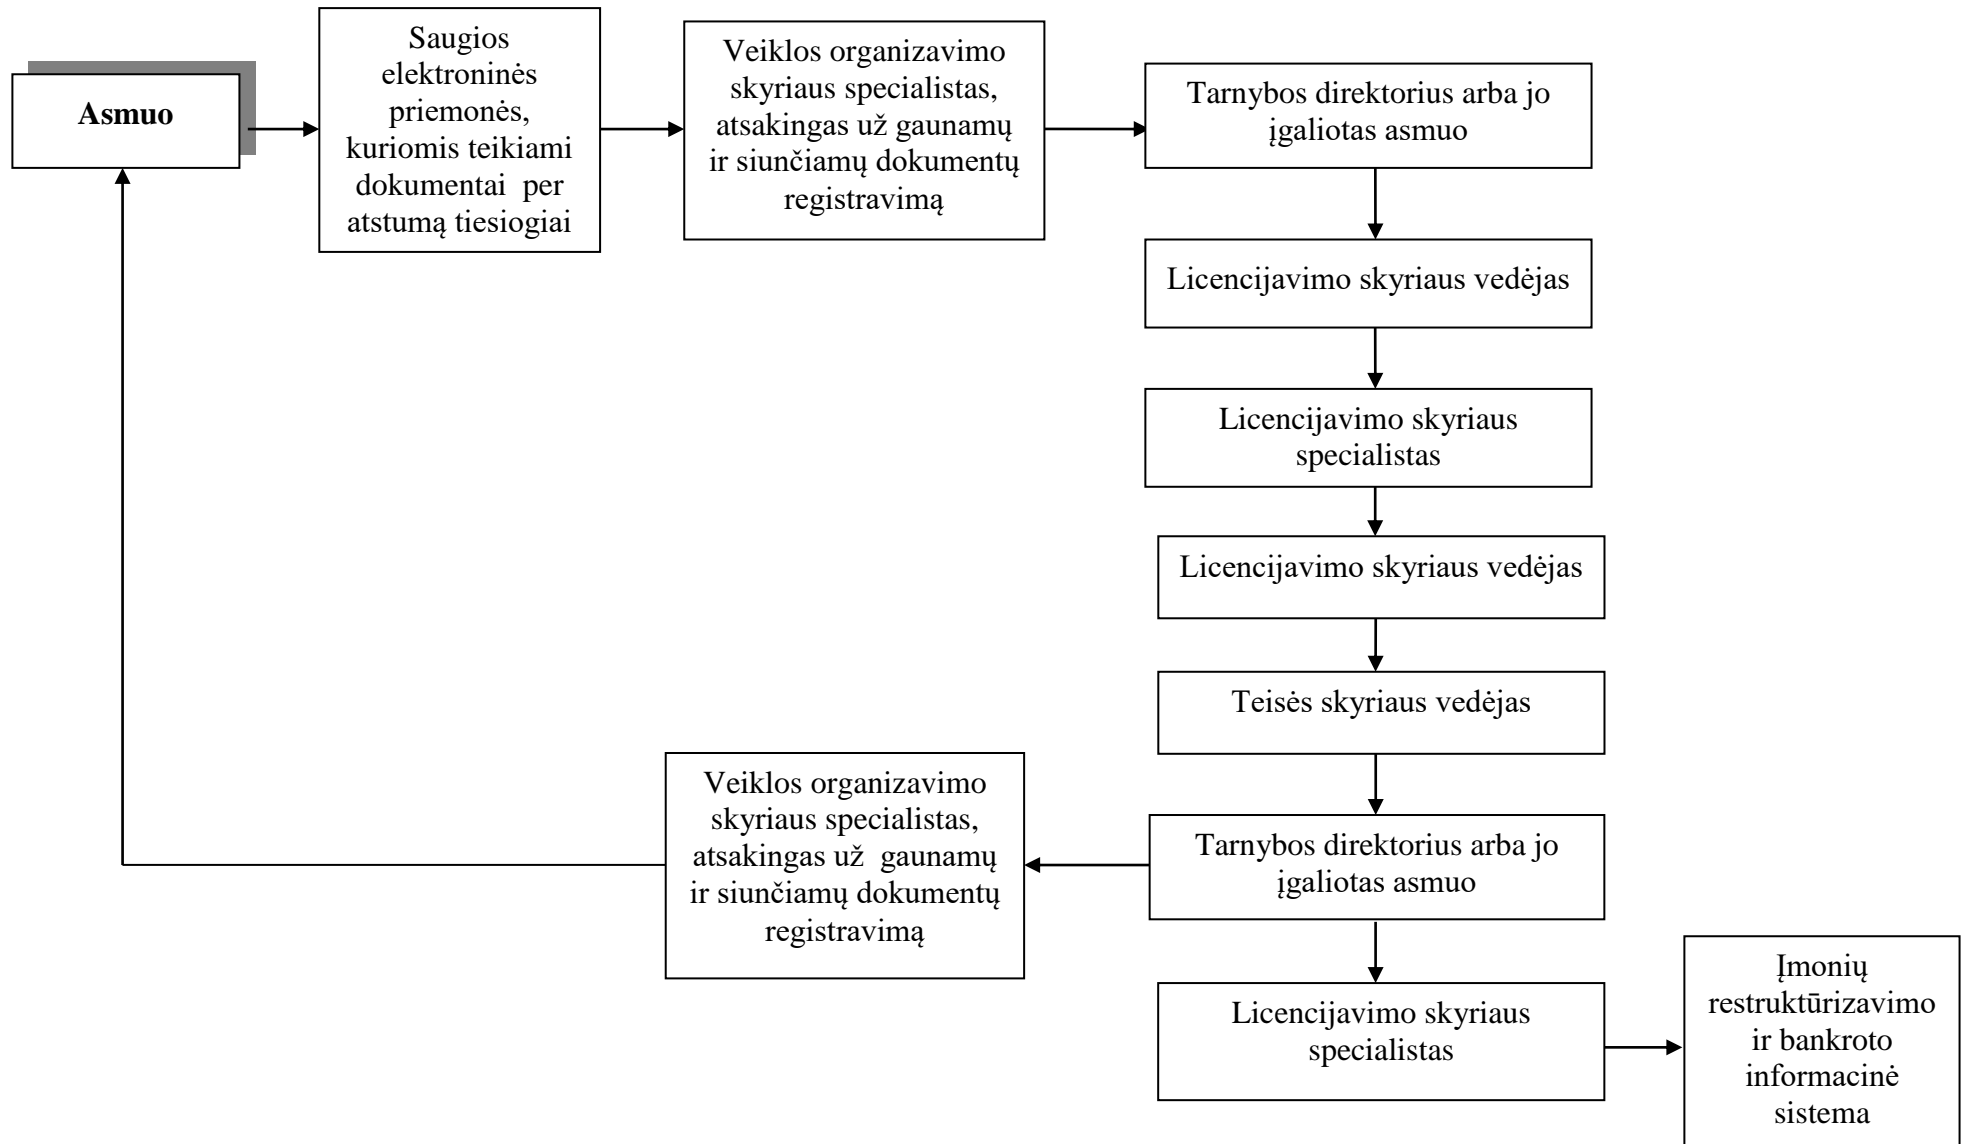 Asmuo
Saugios
elektroninės
priemonės,
kuriomis teikiami
dokumentai per
atstumą tiesiogiai
Veiklos organizavimo
skyriaus specialistas,
atsakingas už gaunamų
ir siunčiamų dokumentų
registravimą
Tarnybos direktorius arba jo
įgaliotas asmuo
Licencijavimo skyriaus vedėjas
Licencijavimo skyriaus
specialistas
Licencijavimo skyriaus vedėjas
Teisės skyriaus vedėjas
Tarnybos direktorius arba jo
įgaliotas asmuo
Veiklos organizavimo
skyriaus specialistas,
atsakingas už gaunamų
ir siunčiamų dokumentų
registravimą
Licencijavimo skyriaus
specialistas
Įmonių
restruktūrizavimo
ir bankroto
informacinė
sistema